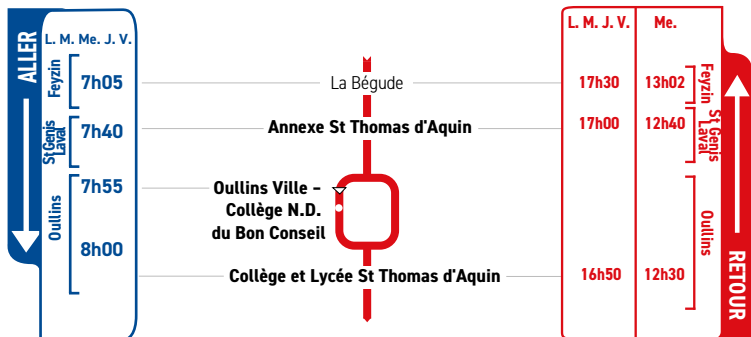 ALLER
L. M. Me. J. V.
Feyzin
7h05
St Genis
Laval
7h40
Oullins
7h55
8h00
La Bégude
Annexe St Thomas d'Aquin
Oullins Ville –
Collège N.D.
du Bon Conseil
Collège et Lycée St Thomas d'Aquin
L. M. J. V.
Me.
17h30
13h02
Feyzin
17h00
12h40
St Genis
Laval
16h50
12h30
Oullins
RETOUR